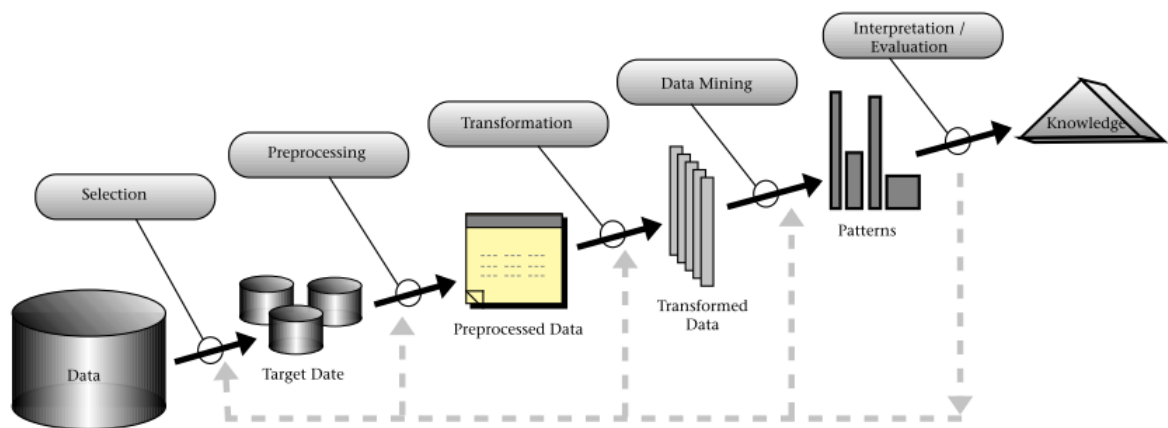 Interpretation /
Evaluation
Data Mining
Transformation
Preprocessing
Selection
Knowledge
Patterns
Transformed
Data
Preprocessed Data
Target Date
Data